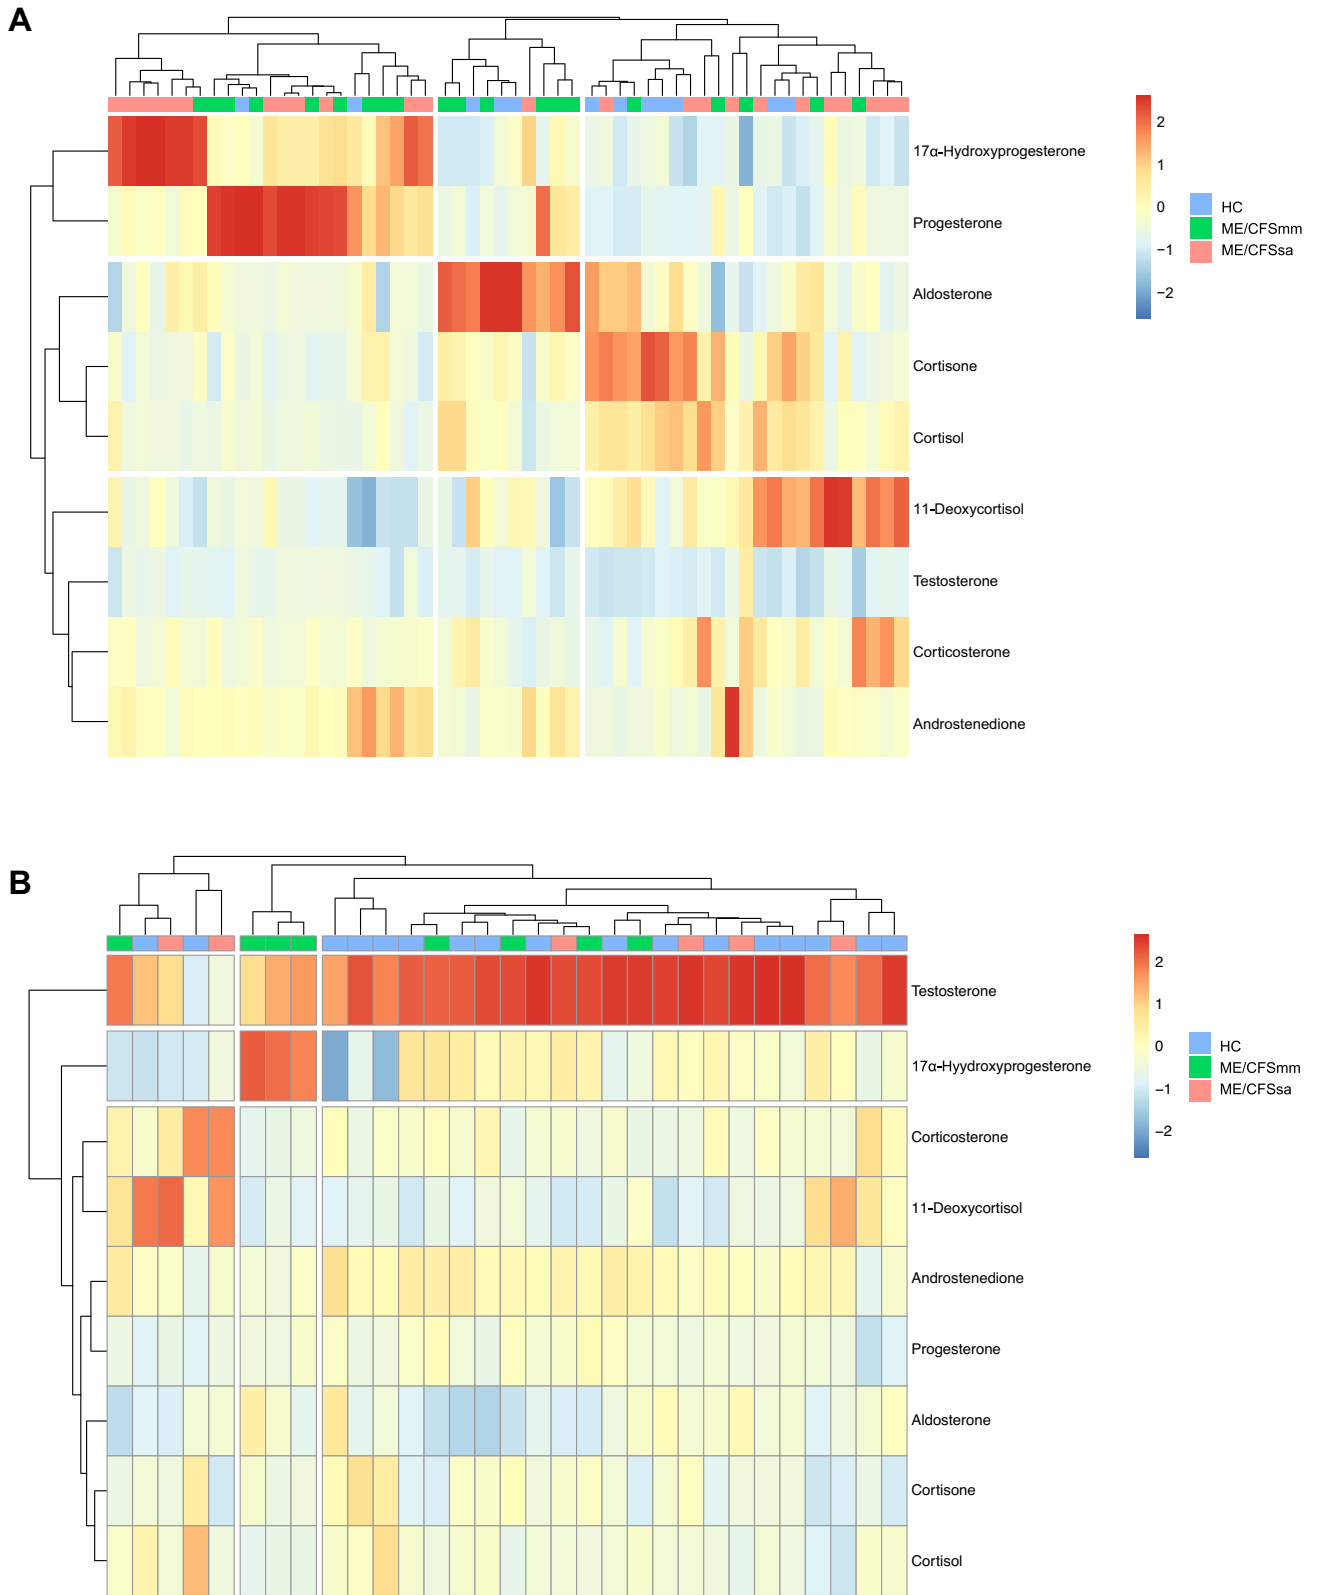 A
2
1
0
−1
−2
HC
ME/CFSmm
ME/CFSsa
17α-Hydroxyprogesterone
Progesterone
Aldosterone
Cortisone
Cortisol
11-Deoxycortisol
Testosterone
Corticosterone
Androstenedione
B
2
1
0
−1
−2
HC
ME/CFSmm
ME/CFSsa
Testosterone
17α-Hyydroxyprogesterone
Corticosterone
11-Deoxycortisol
Androstenedione
Progesterone
Aldosterone
Cortisone
Cortisol